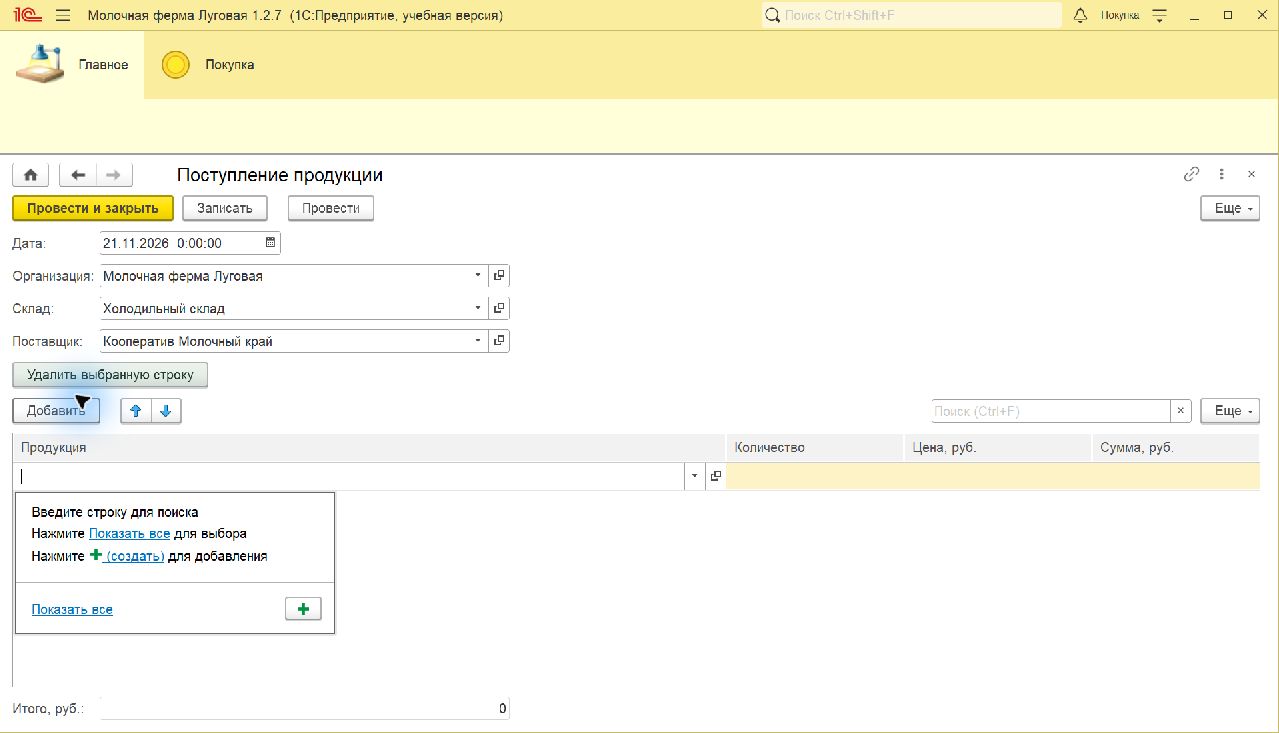 1С Молочная ферма Луговая 1.2.7 (1С:Предприятие, учебная версия) Поиск Ctrl+Shift+F Покупка
Главное Покупка
Поступление продукции
Провести и закрыть Записать Провести Еще
Дата: 21.11.2026 0:00:00
Организация: Молочная ферма Луговая
Склад: Холодильный склад
Поставщик: Кооператив Молочный край
Удалить выбранную строку
Добавить Поиск (Ctrl+F) × Еще
Продукция Количество Цена, руб. Сумма, руб.
Введите строку для поиска
Нажмите Показать все для выбора
Нажмите + (создать) для добавления
Показать все +
Итого, руб.: 0